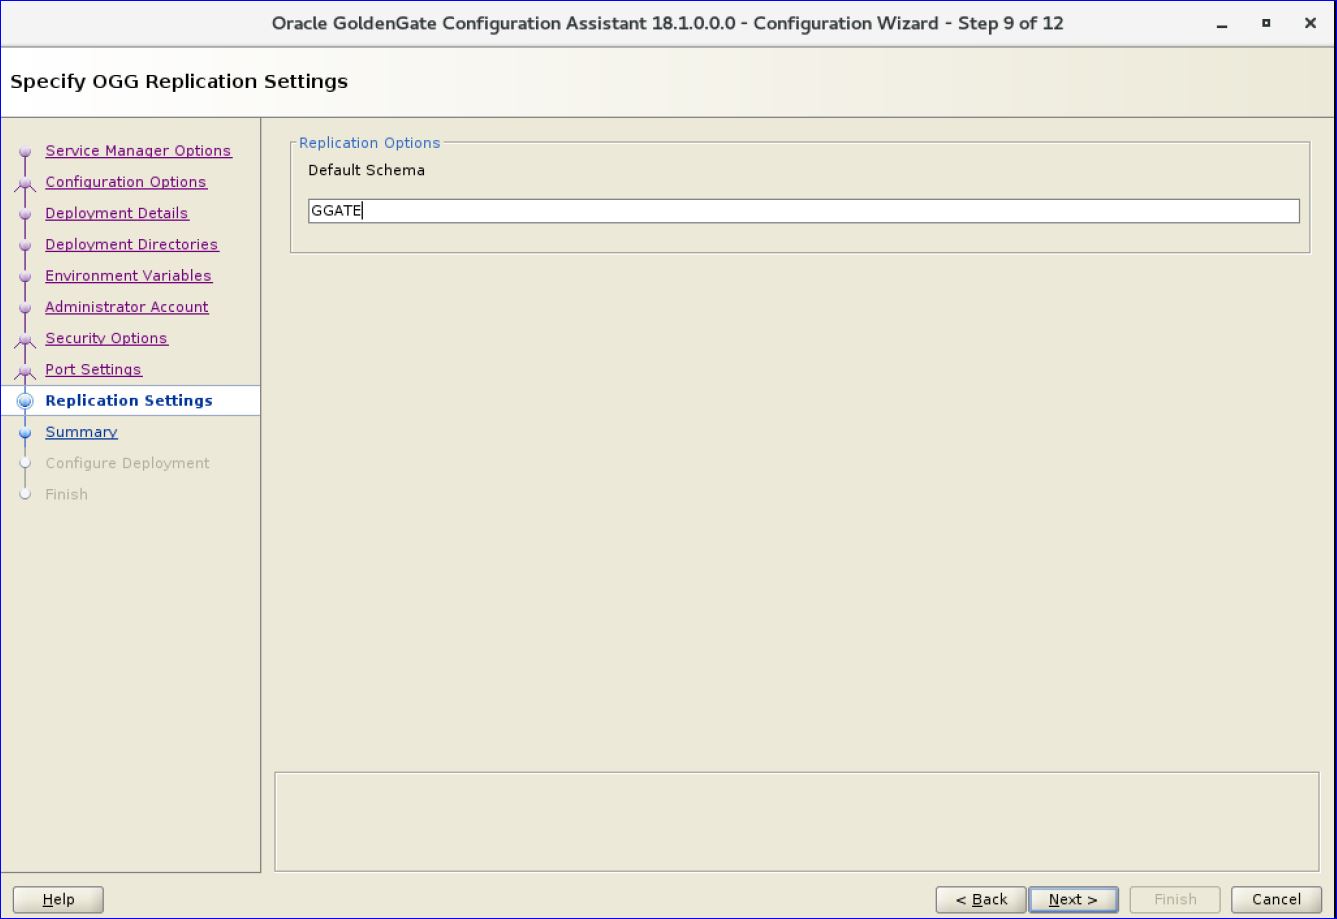 Oracle GoldenGate Configuration Assistant 18.1.0.0.0 - Configuration Wizard - Step 9 of 12
Specify OGG Replication Settings
Service Manager Options
Configuration Options
Deployment Details
Deployment Directories
Environment Variables
Administrator Account
Security Options
Port Settings
Replication Settings
Summary
Configure Deployment
Finish
Replication Options
Default Schema
GGATE
Help
< Back
Next >
Finish
Cancel